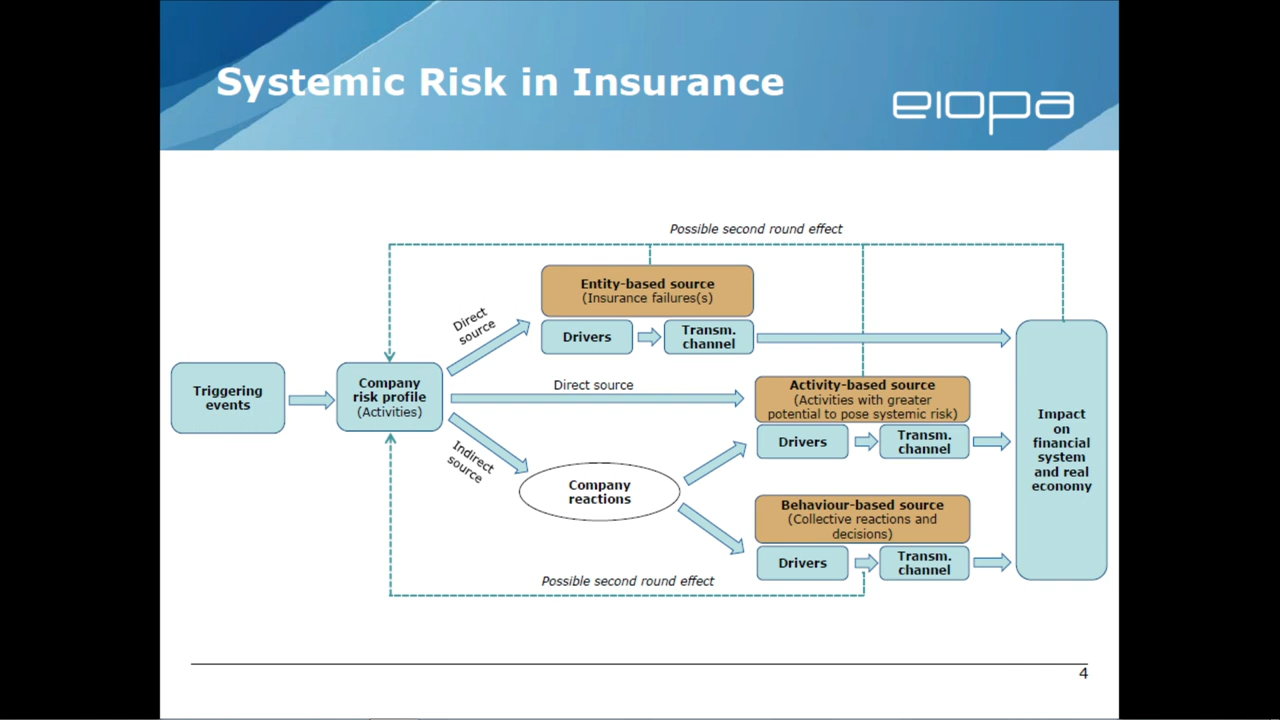 Systemic Risk in Insurance
eiopa
Possible second round effect
Entity-based source
(Insurance failures(s)
Direct
source
Drivers
Transm.
channel
Triggering
events
Company
risk profile
(Activities)
Direct source
Activity-based source
(Activities with greater
potential to pose systemic risk)
Drivers
Transm.
channel
Impact
on
financial
system
and real
economy
Indirect
source
Company
reactions
Behaviour-based source
(Collective reactions and
decisions)
Drivers
Transm.
channel
Possible second round effect
4